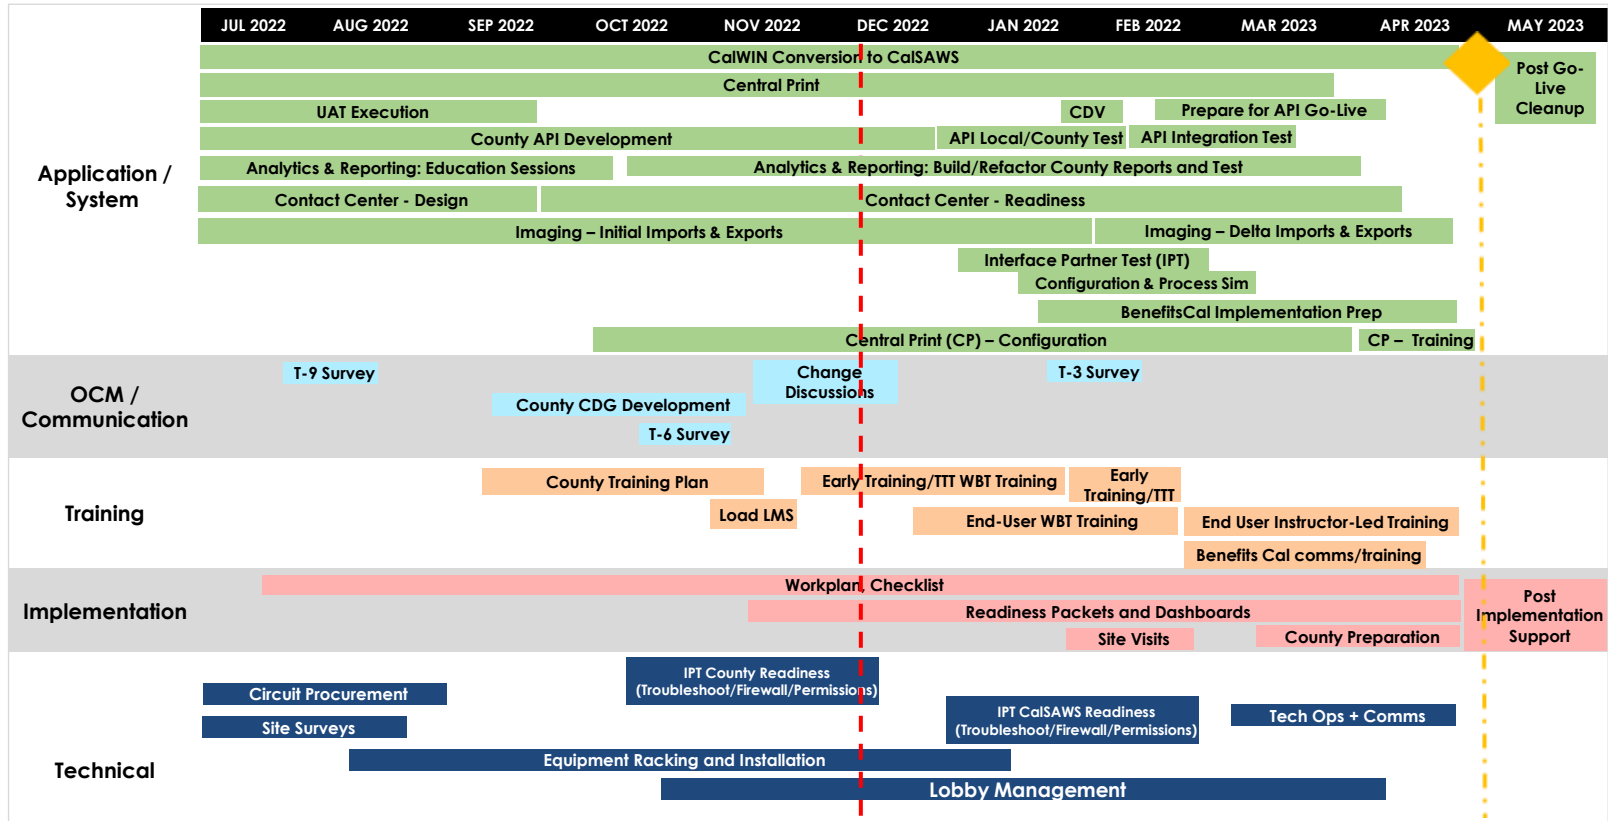 JUL 2022 AUG 2022 SEP 2022 OCT 2022 NOV 2022 DEC 2022 JAN 2022 FEB 2022 MAR 2023 APR 2023 MAY 2023
Application /
System
CalWIN Conversion to CalSAWS
Post Go-
Live
Cleanup
Central Print
UAT Execution
CDV
Prepare for API Go-Live
County API Development
API Local/County Test
API Integration Test
Analytics & Reporting: Education Sessions
Analytics & Reporting: Build/Refactor County Reports and Test
Contact Center - Design
Contact Center - Readiness
Imaging – Initial Imports & Exports
Imaging – Delta Imports & Exports
Interface Partner Test (IPT)
Configuration & Process Sim
BenefitsCal Implementation Prep
Central Print (CP) – Configuration
CP – Training
OCM /
Communication
T-9 Survey
Change
Discussions
T-3 Survey
County CDG Development
T-6 Survey
Training
County Training Plan
Early Training/TTT WBT Training
Early
Training/TTT
Load LMS
End-User WBT Training
End User Instructor-Led Training
Benefits Cal comms/training
Implementation
Workplan, Checklist
Readiness Packets and Dashboards
Post
Implementation
Support
Site Visits
County Preparation
Technical
IPT County Readiness
(Troubleshoot/Firewall/Permissions)
Circuit Procurement
IPT CalSAWS Readiness
(Troubleshoot/Firewall/Permissions)
Tech Ops + Comms
Site Surveys
Equipment Racking and Installation
Lobby Management